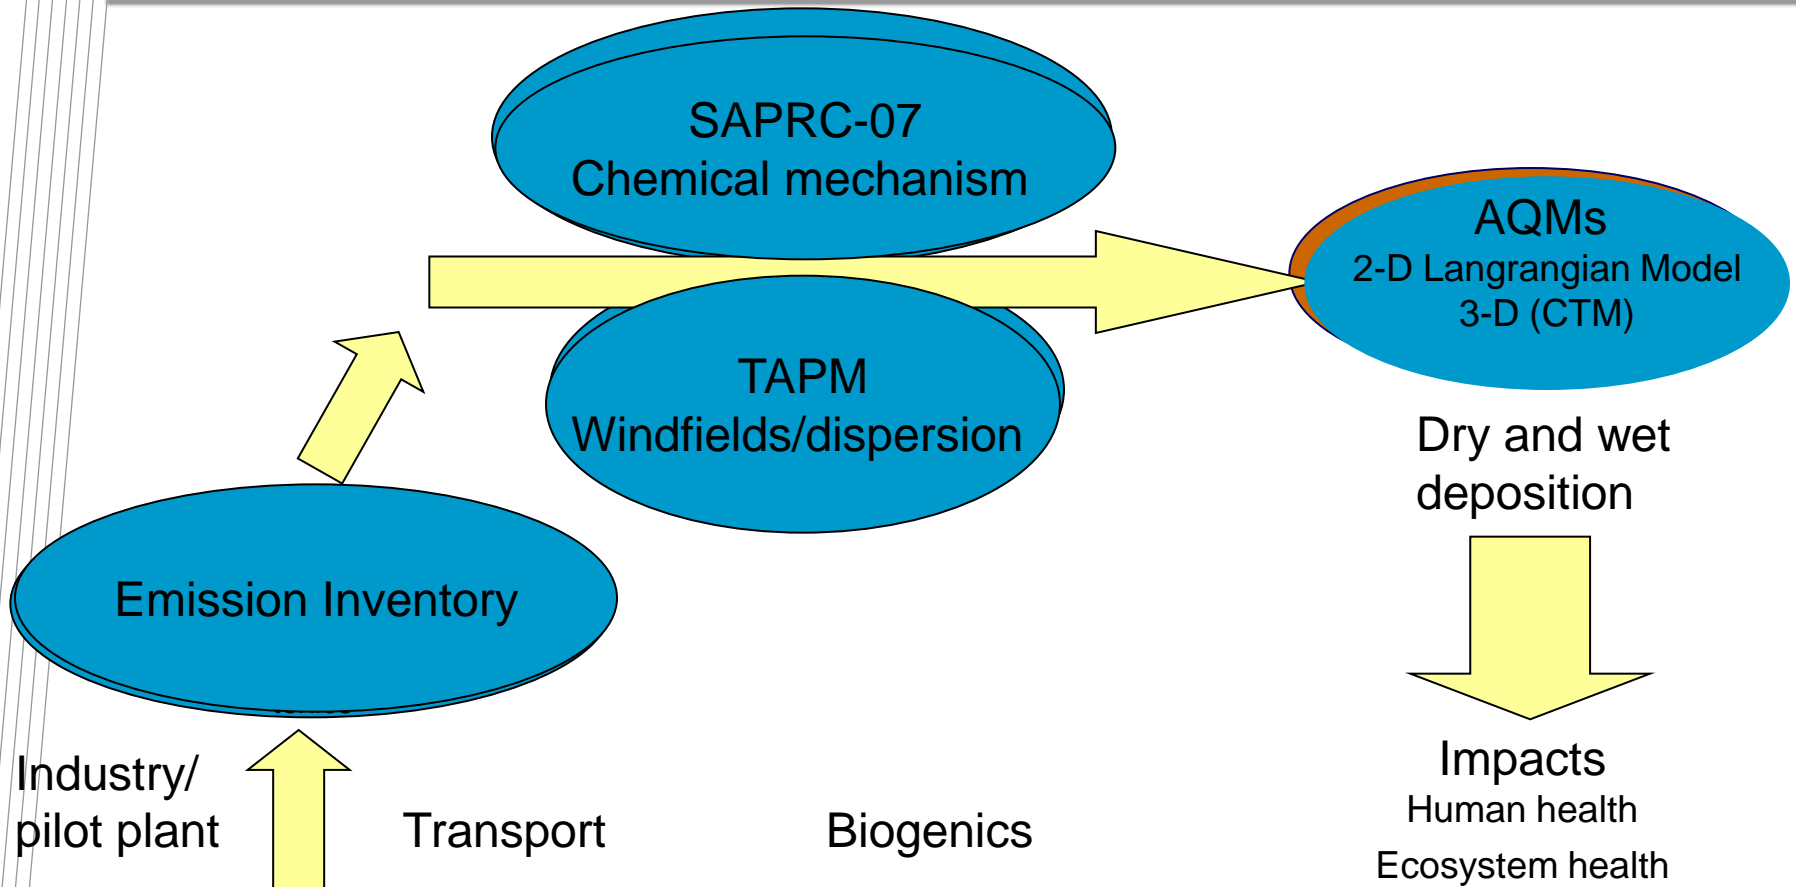 SAPRC-07
Chemical mechanism
AQMs
2-D Langrangian Model
3-D (CTM)
TAPM
Windfields/dispersion
Dry and wet
deposition
Emission Inventory
Industry/
pilot plant
Transport
Biogenics
Impacts
Human health
Ecosystem health